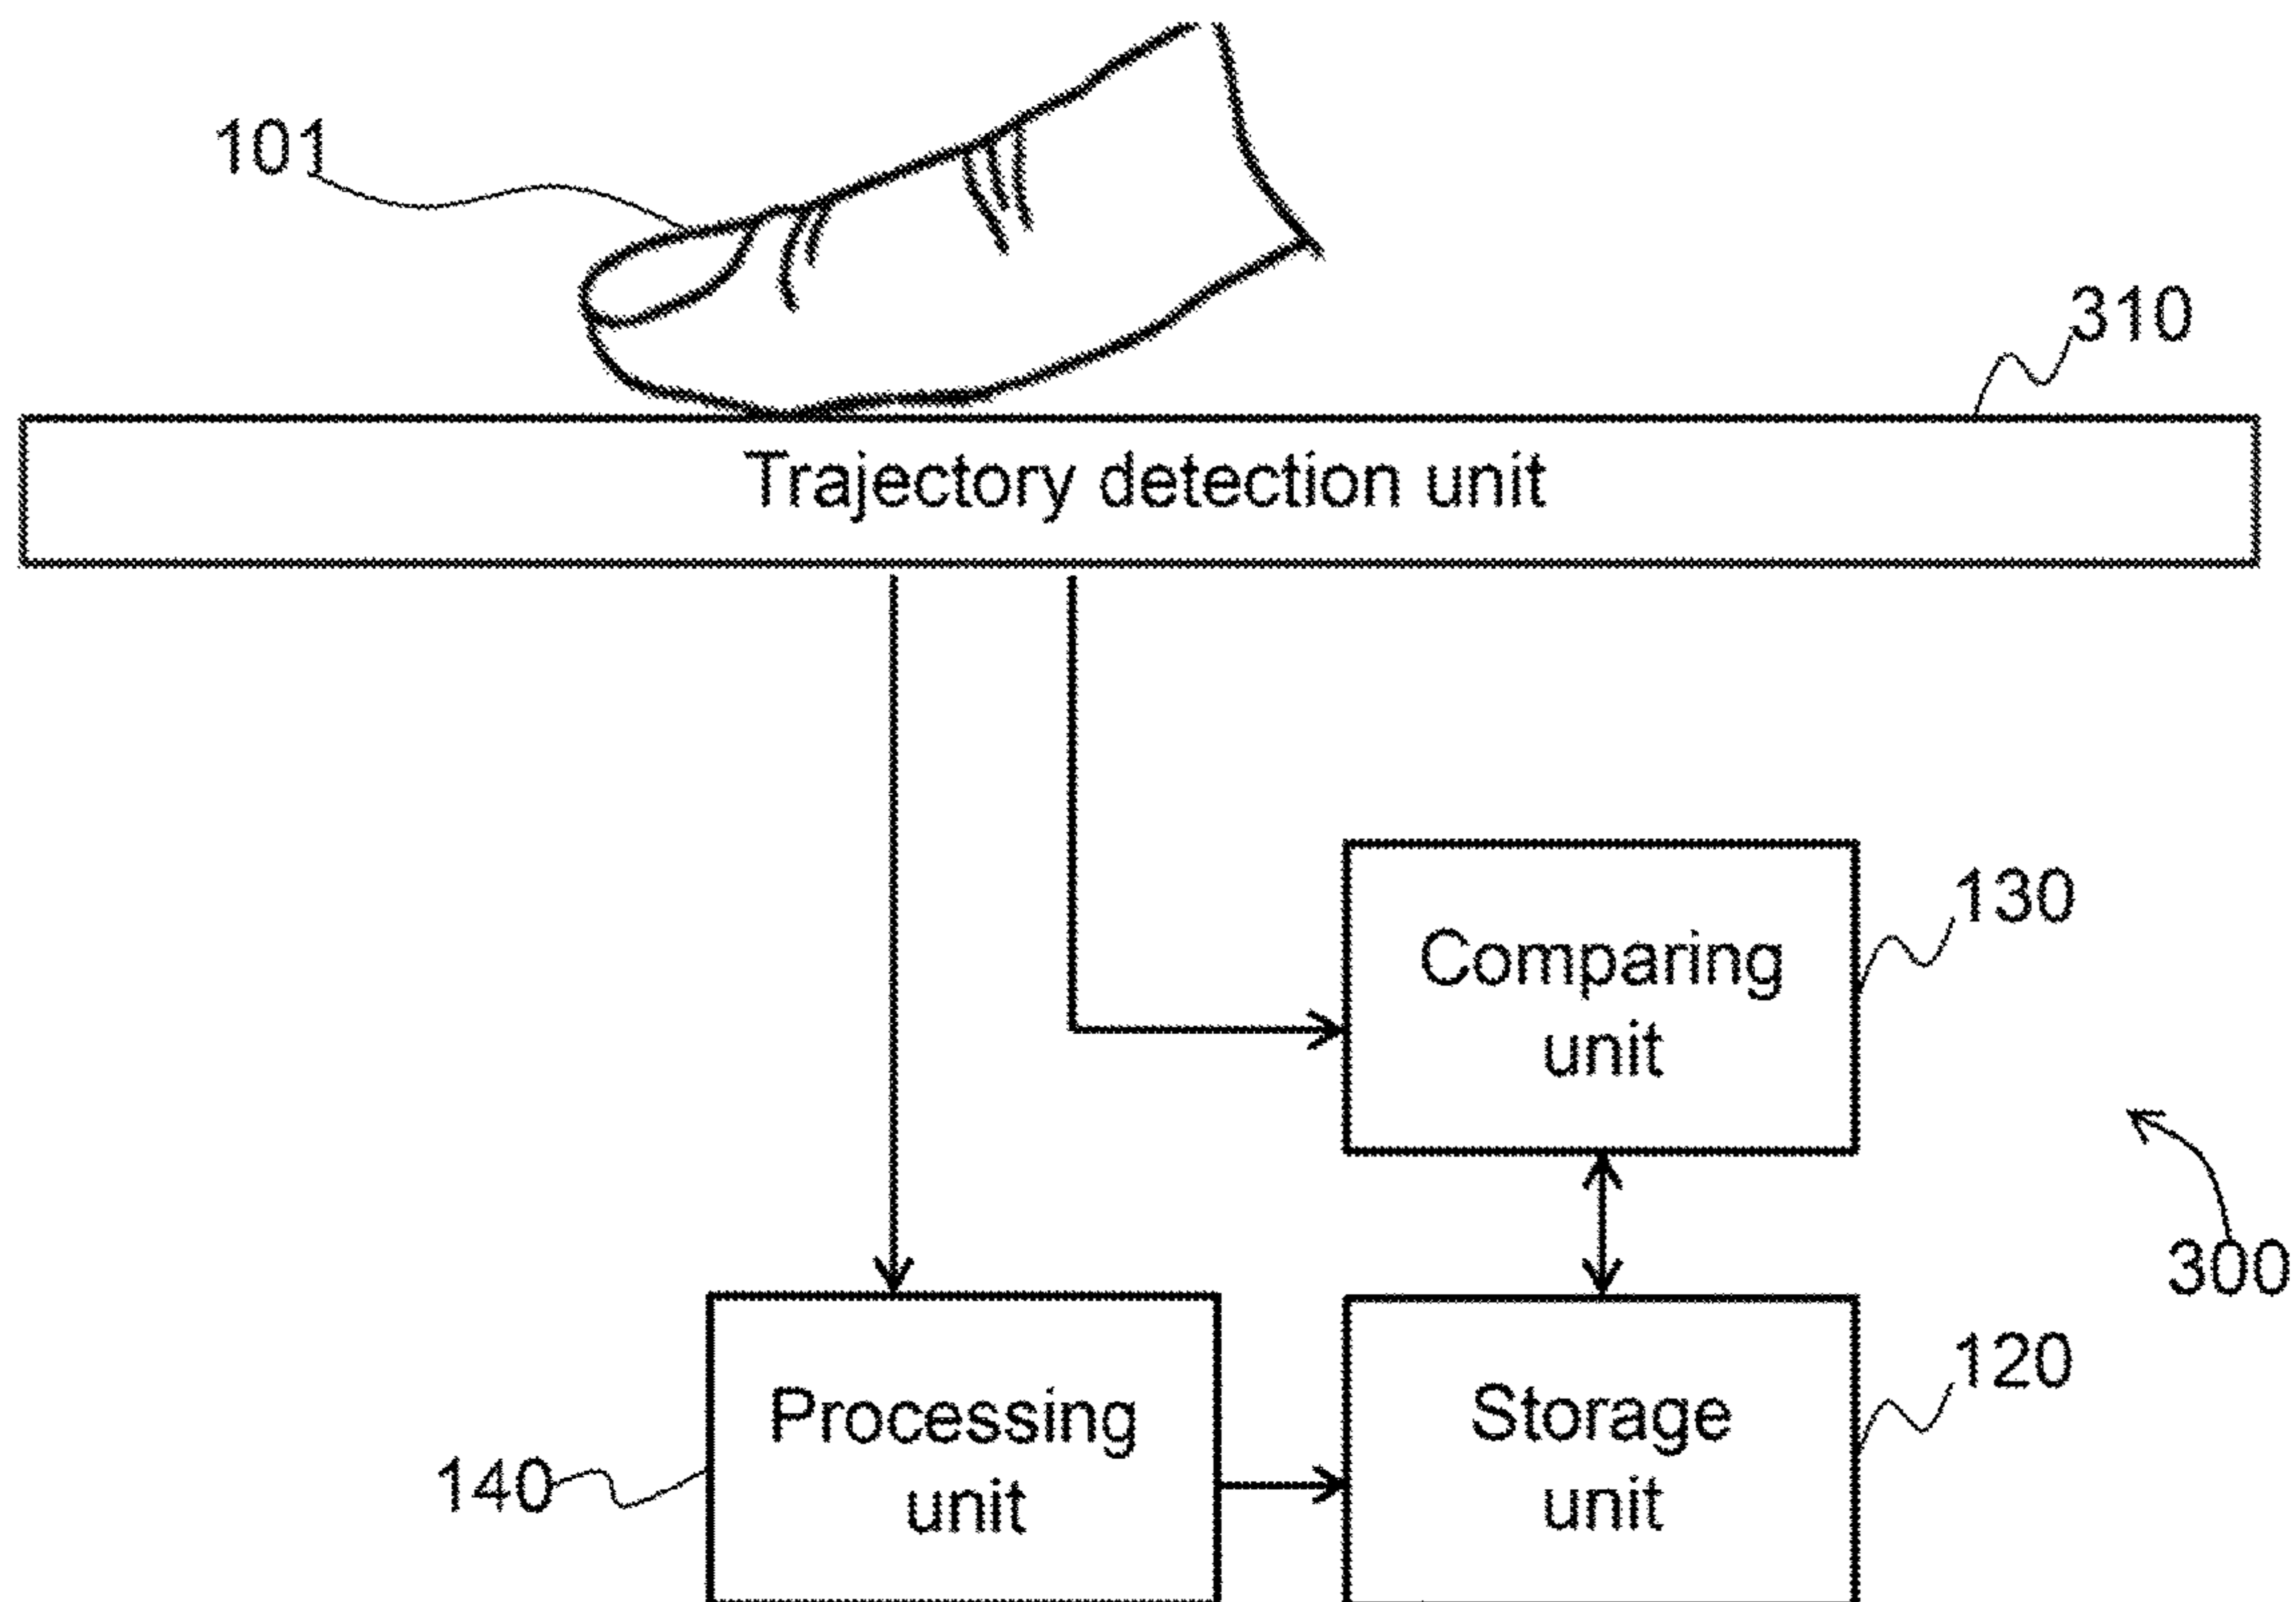 101
310
Trajectory detection unit
130
Comparing
unit
300
120
Storage
unit
Processing
unit
140